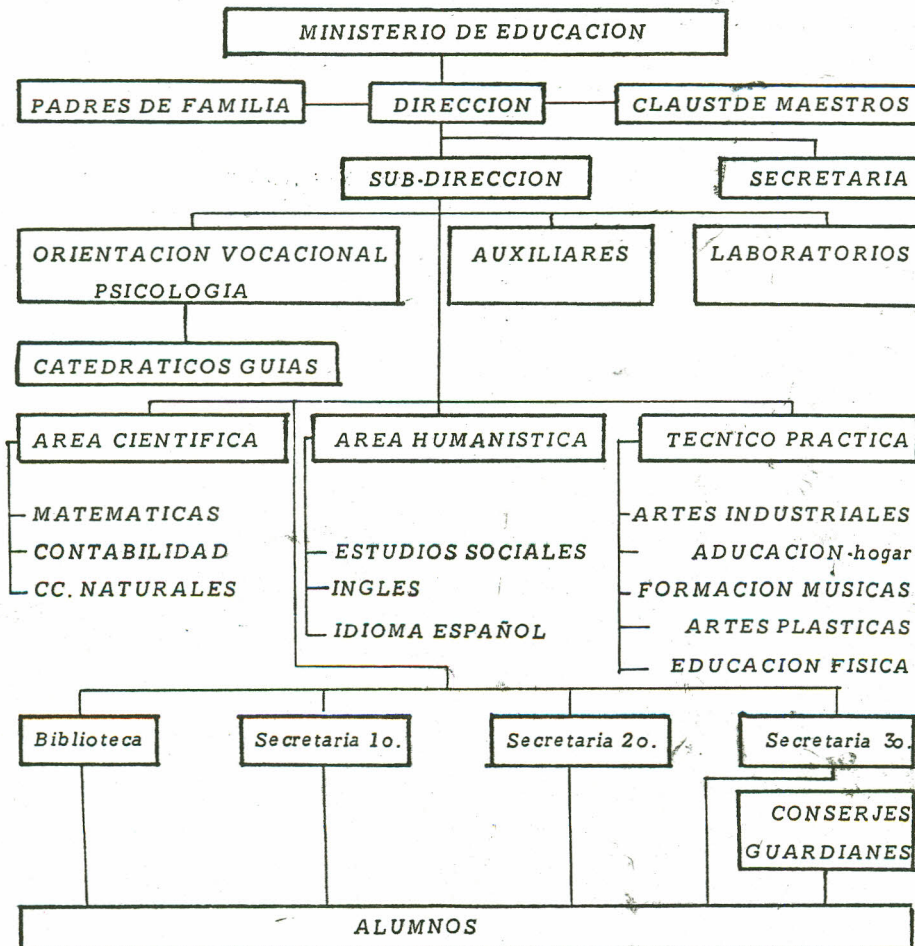 MINISTERIO DE EDUCACION
PADRES DE FAMILIA
DIRECCION
CLAUSTDE MAESTROS
SUB-DIRECCION
SECRETARIA
ORIENTACION VOCACIONAL
PSICOLOGIA
AUXILIARES
LABORATORIOS
CATEDRATICOS GUIAS
AREA CIENTIFICA
AREA HUMANISTICA
TECNICO PRACTICA
MATEMATICAS
CONTABILIDAD
CC. NATURALES
ESTUDIOS SOCIALES
INGLES
IDIOMA ESPAÑOL
ARTES INDUSTRIALES
ADUCACION-hogar
FORMACION MUSICAS
ARTES PLASTICAS
EDUCACION FISICA
Biblioteca
Secretaria 1o.
Secretaria 2o.
Secretaria 3o.
CONSERJES
GUARDIANES
ALUMNOS